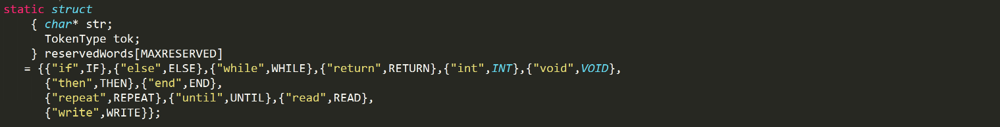 static struct
    { char* str;
      TokenType tok;
    } reservedWords[MAXRESERVED]
   = {{"if",IF},{"else",ELSE},{"while",WHILE},{"return",RETURN},{"int",INT},{"void",VOID},
      {"then",THEN},{"end",END},
      {"repeat",REPEAT},{"until",UNTIL},{"read",READ},
      {"write",WRITE}};